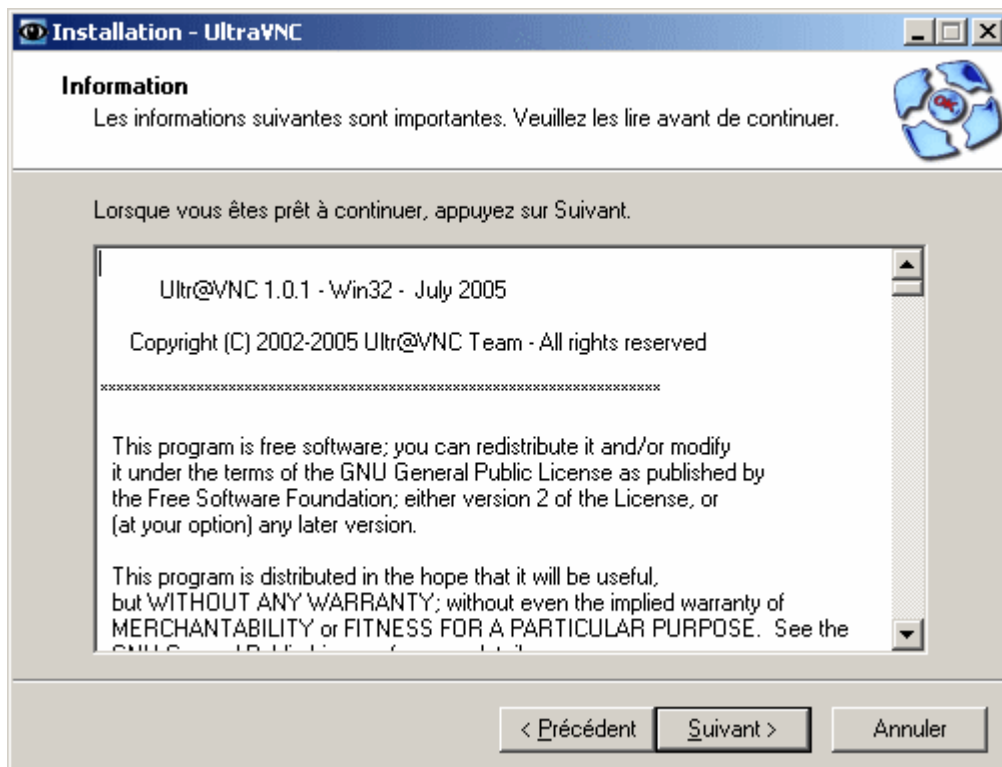 Installation - UltraVNC
Information
Les informations suivantes sont importantes. Veuillez les lire avant de continuer.
OK
Lorsque vous êtes prêt à continuer, appuyez sur Suivant.
Ultr@VNC 1.0.1 - Win32 - July 2005
Copyright (C) 2002-2005 Ultr@VNC Team - All rights reserved
This program is free software; you can redistribute it and/or modify
it under the terms of the GNU General Public License as published by
the Free Software Foundation; either version 2 of the License, or
(at your option) any later version.
This program is distributed in the hope that it will be useful,
but WITHOUT ANY WARRANTY; without even the implied warranty of
MERCHANTABILITY or FITNESS FOR A PARTICULAR PURPOSE. See the
< Précédent
Suivant >
Annuler